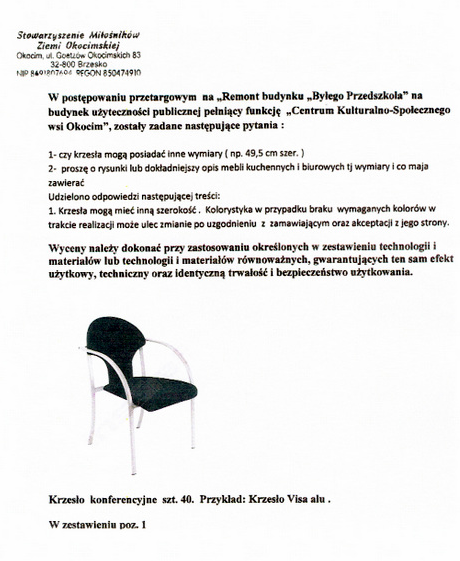 Stowarzyszenie Miłośników
Ziemi Okocimskiej
Okocim, ul. Goetzów Okocimskich 83
32-800 Brzesko
NIP REGON 850474910
W postępowaniu przetargowym na „Remont budynku „Byłego Przedszkola” na
budynek użyteczności publicznej pełniący funkcję „Centrum Kulturalno-Społecznego
wsi Okocim”, zostały zadane następujące pytania :
1- czy krzesła mogą posiadać inne wymiary ( np. 49,5 cm szer. )
2- proszę o rysunki lub dokładniejszy opis mebli kuchennych i biurowych tj wymiary i co maja
zawierać
Udzielono odpowiedzi następującej treści:
1. Krzesła mogą mieć inną szerokość . Kolorystyka w przypadku braku wymaganych kolorów w
trakcie realizacji może ulec zmianie po uzgodnieniu z zamawiającym oraz akceptacji z jego strony.
Wyceny należy dokonać przy zastosowaniu określonych w zestawieniu technologii i
materiałów lub technologii i materiałów równoważnych, gwarantujących ten sam efekt
użytkowy, techniczny oraz identyczną trwałość i bezpieczeństwo użytkowania.
Krzesło konferencyjne szt. 40. Przykład: Krzesło Visa alu .
W zestawieniu poz. 1